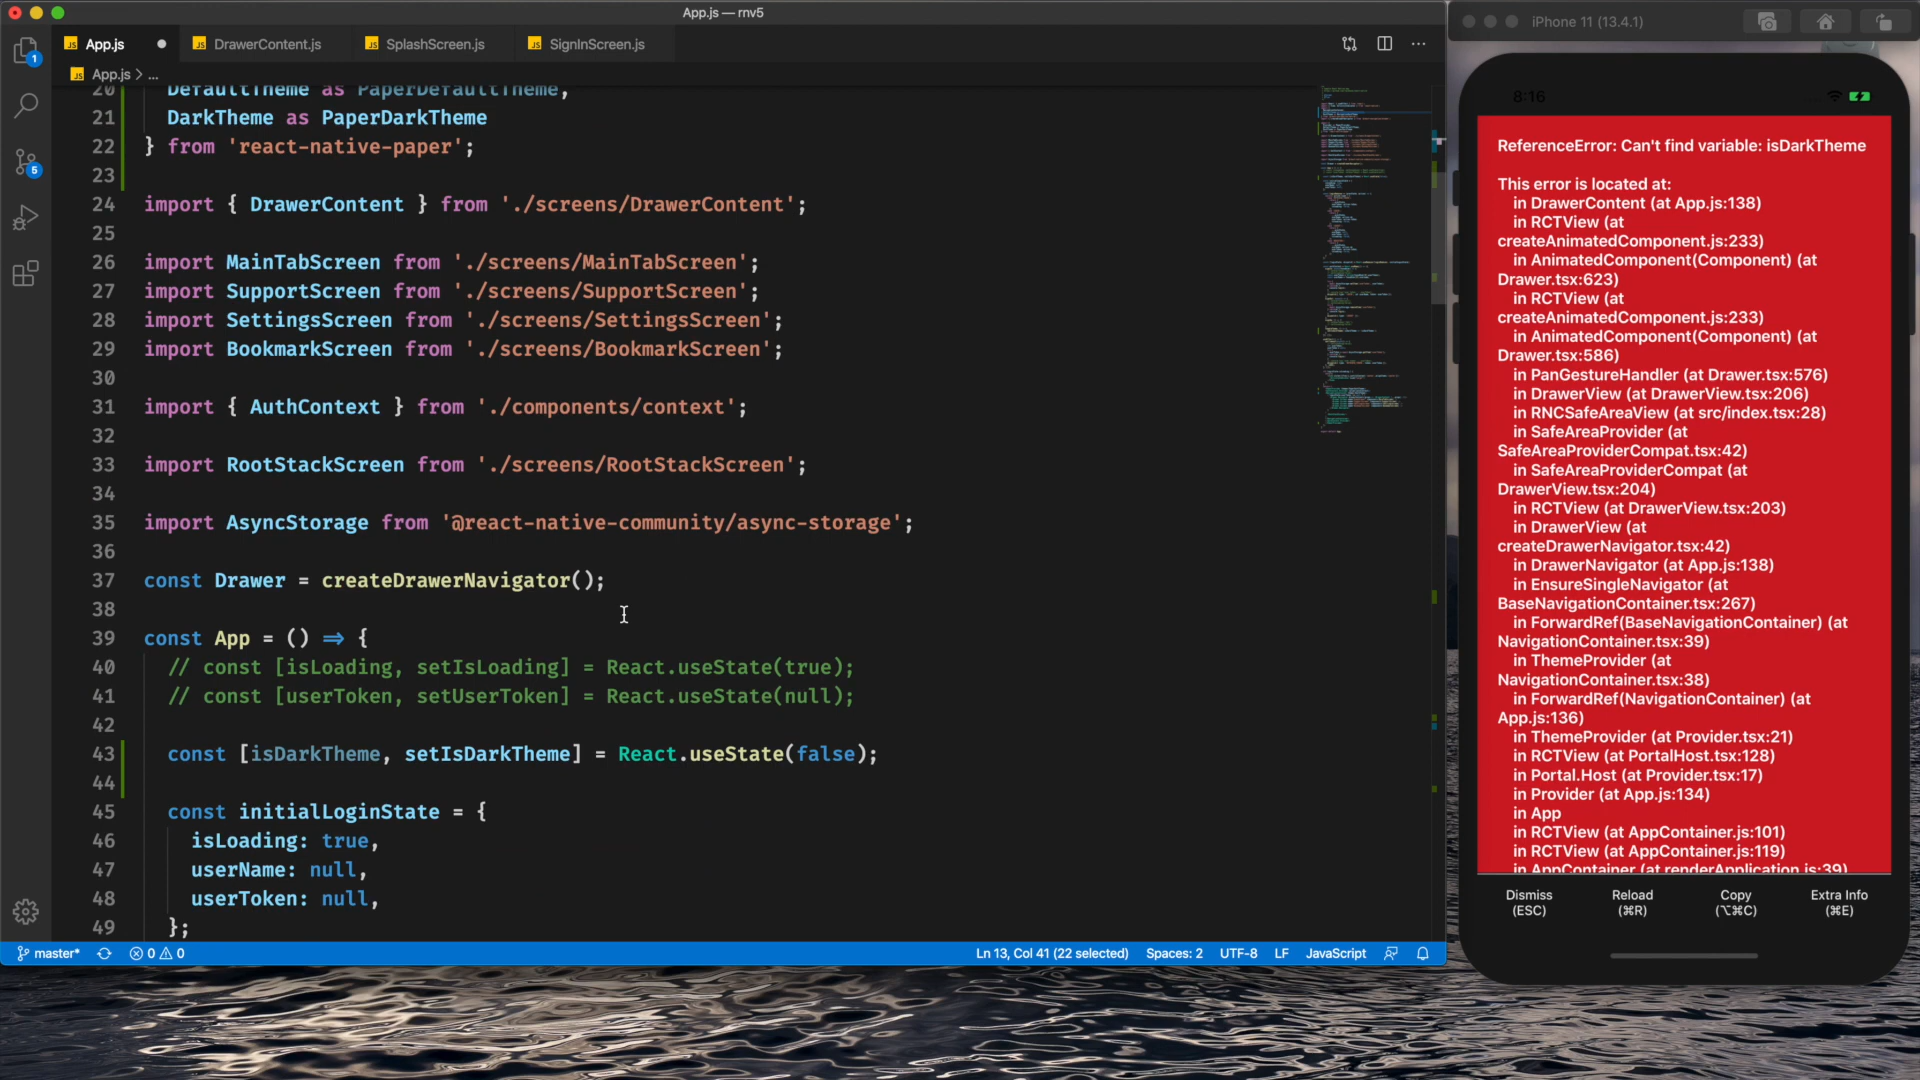 App.js — rnv5
App.js
DrawerContent.js
SplashScreen.js
SignInScreen.js
App.js > ...
20 DefaultTheme as PaperDefaultTheme,
21 DarkTheme as PaperDarkTheme
22 } from 'react-native-paper';
23
24 import { DrawerContent } from './screens/DrawerContent';
25
26 import MainTabScreen from './screens/MainTabScreen';
27 import SupportScreen from './screens/SupportScreen';
28 import SettingsScreen from './screens/SettingsScreen';
29 import BookmarkScreen from './screens/BookmarkScreen';
30
31 import { AuthContext } from './components/context';
32
33 import RootStackScreen from './screens/RootStackScreen';
34
35 import AsyncStorage from '@react-native-community/async-storage';
36
37 const Drawer = createDrawerNavigator();
38
39 const App = () => {
40 // const [isLoading, setIsLoading] = React.useState(true);
41 // const [userToken, setUserToken] = React.useState(null);
42
43 const [isDarkTheme, setIsDarkTheme] = React.useState(false);
44
45 const initialLoginState = {
46 isLoading: true,
47 userName: null,
48 userToken: null,
49 };
1
5
master*
0 0
Ln 13, Col 41 (22 selected)
Spaces: 2
UTF-8
LF
JavaScript
iPhone 11 (13.4.1)
8:16
ReferenceError: Can't find variable: isDarkTheme
This error is located at:
in DrawerContent (at App.js:138)
in RCTView (at
createAnimatedComponent.js:233)
in AnimatedComponent(Component) (at
Drawer.tsx:623)
in RCTView (at
createAnimatedComponent.js:233)
in AnimatedComponent(Component) (at
Drawer.tsx:586)
in PanGestureHandler (at Drawer.tsx:576)
in DrawerView (at DrawerView.tsx:206)
in RNCSafeAreaView (at src/index.tsx:28)
in SafeAreaProvider (at
SafeAreaProviderCompat.tsx:42)
in SafeAreaProviderCompat (at
DrawerView.tsx:204)
in RCTView (at DrawerView.tsx:203)
in DrawerView (at
createDrawerNavigator.tsx:42)
in DrawerNavigator (at App.js:138)
in EnsureSingleNavigator (at
BaseNavigationContainer.tsx:267)
in ForwardRef(BaseNavigationContainer) (at
NavigationContainer.tsx:39)
in ThemeProvider (at
NavigationContainer.tsx:38)
in ForwardRef(NavigationContainer) (at
App.js:136)
in ThemeProvider (at Provider.tsx:21)
in RCTView (at PortalHost.tsx:128)
in Portal.Host (at Provider.tsx:17)
in Provider (at App.js:134)
in App
in RCTView (at AppContainer.js:101)
in RCTView (at AppContainer.js:119)
in AppContainer (at renderApplication.js:39)
Dismiss
(ESC)
Reload
(⌘R)
Copy
(⌥⌘C)
Extra Info
(⌘E)